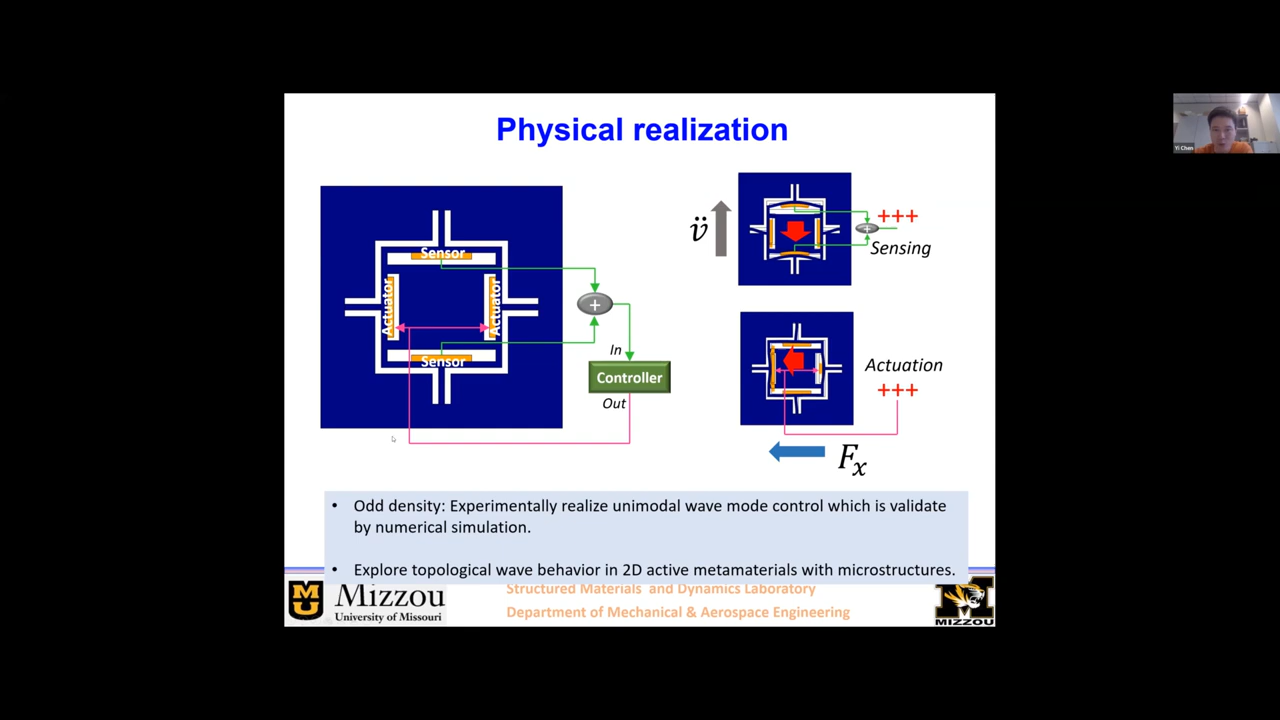 Physical realization
Yi Chen
Sensor
Actuator
Actuator
Sensor
+
In
Controller
Out
v̈
+
+++
Sensing
Actuation
+++
Fx
• Odd density: Experimentally realize unimodal wave mode control which is validate
by numerical simulation.
• Explore topological wave behavior in 2D active metamaterials with microstructures.
Mizzou
University of Missouri
Structured Materials and Dynamics Laboratory
Department of Mechanical & Aerospace Engineering
MU
MIZZOU